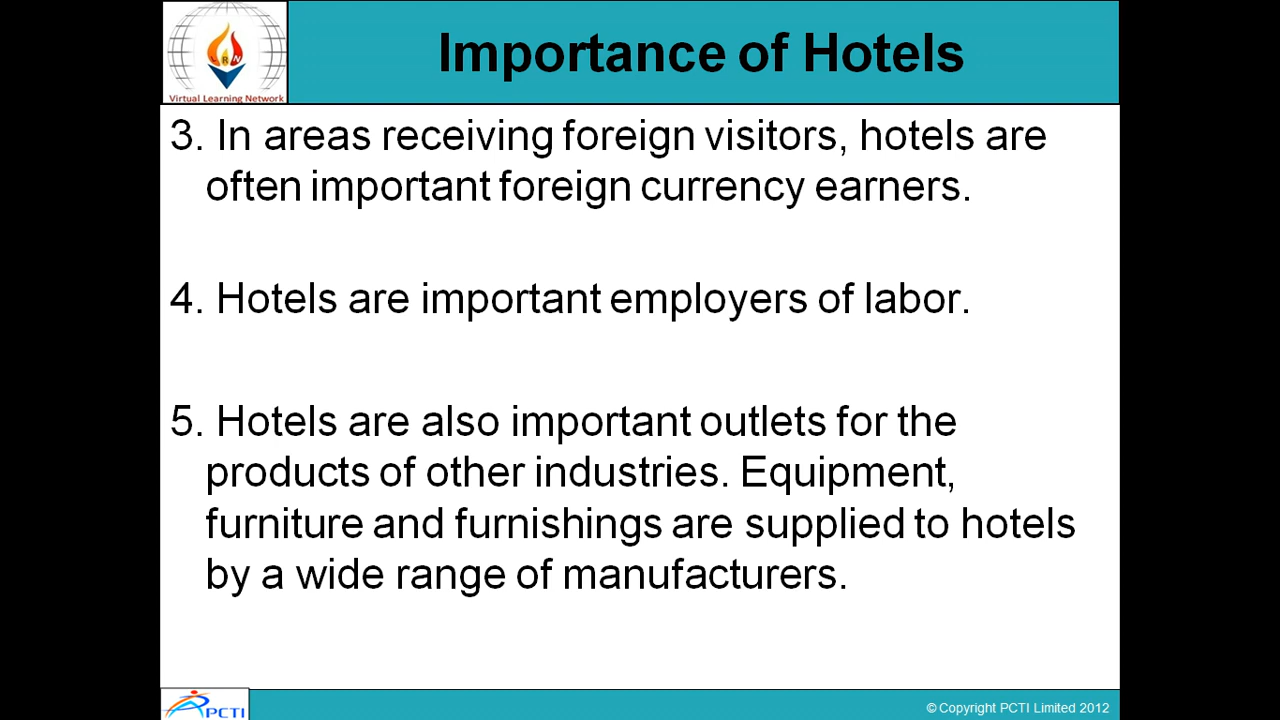 Importance of Hotels
Virtual Learning Network
3. In areas receiving foreign visitors, hotels are
often important foreign currency earners.
4. Hotels are important employers of labor.
5. Hotels are also important outlets for the
products of other industries. Equipment,
furniture and furnishings are supplied to hotels
by a wide range of manufacturers.
PCTI
© Copyright PCTI Limited 2012